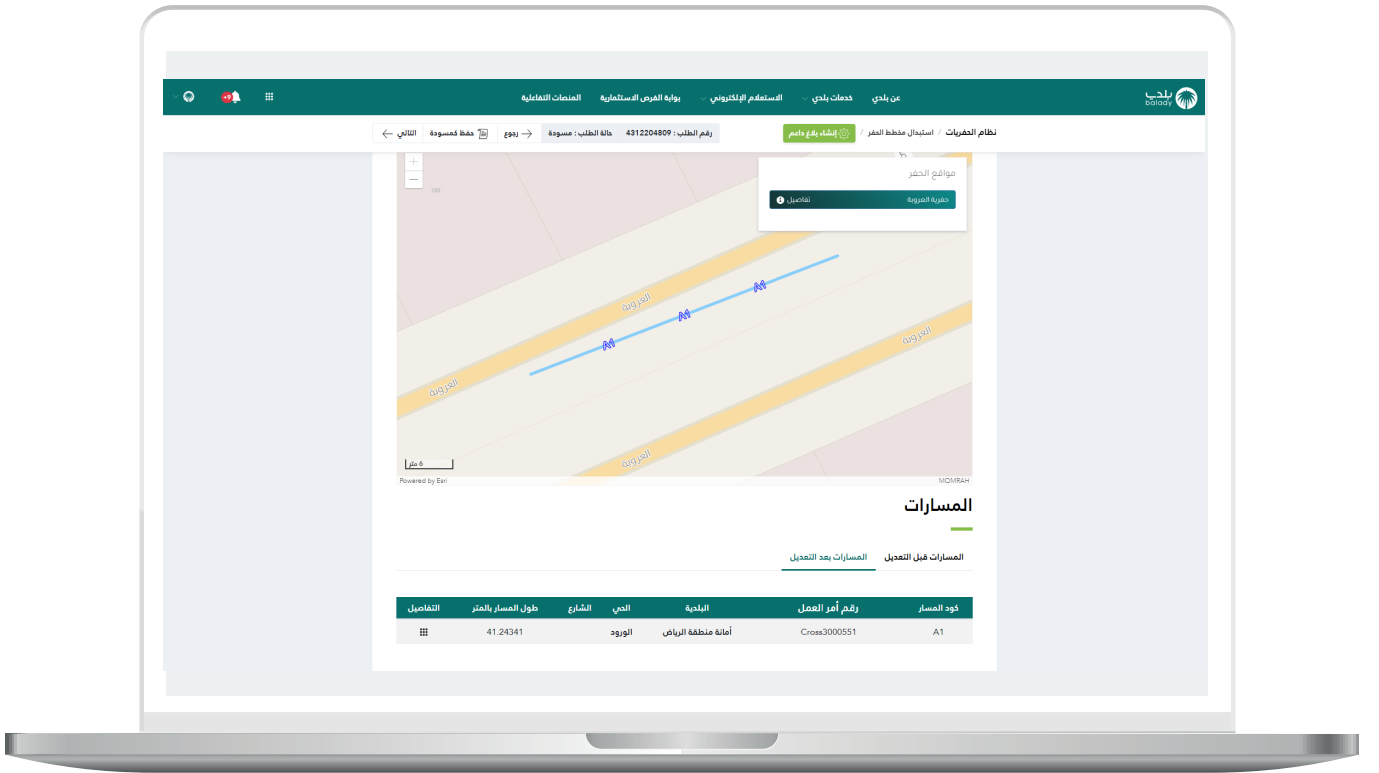 بلدي
balady
عن بلدي
خدمات بلدي
الاستعلام الإلكتروني
بوابة الفرص الاستثمارية
المنصات التفاعلية
+9
نظام الحفريات / استبدال مخطط الحفر /
إنشاء بلاغ داعم
رقم الطلب : 4312204809
حالة الطلب : مسودة
رجوع
حفظ كمسودة
التالي
مواقع الحفر
حفرية العروبة
تفاصيل
العروبة
A1
A1
العروبة
A1
العروبة
العروبة
6 متر
Powered by Esri
MOMRAH
المسارات
المسارات قبل التعديل
المسارات بعد التعديل
كود المسار رقم أمر العمل البلدية الحي الشارع طول المسار بالمتر التفاصيل
A1 Cross3000551 أمانة منطقة الرياض الورود 41.24341